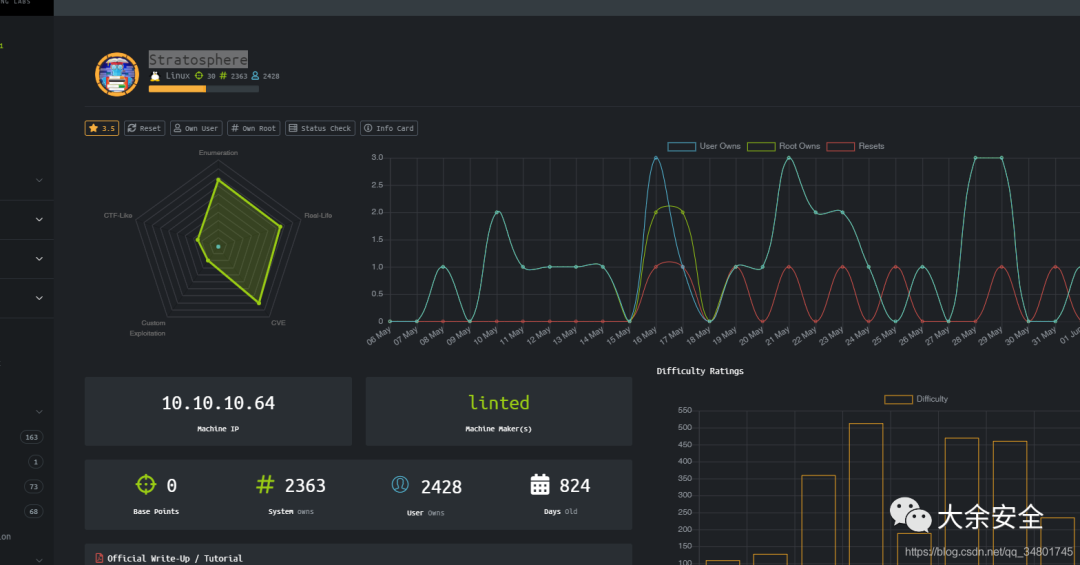 NG LABS
Stratosphere
Linux 30 # 2363 2428
3.5 Reset Own User # Own Root Status Check Info Card
User Owns Root Owns Resets
Enumeration
CTF-Like
Real-Life
Custom
Exploitation
CVE
3.0
2.5
2.0
1.5
1.0
0.5
0
06 May 07 May 08 May 09 May 10 May 11 May 12 May 13 May 14 May 15 May 16 May 17 May 18 May 19 May 20 May 21 May 22 May 23 May 24 May 25 May 26 May 27 May 28 May 29 May 30 May 31 May 01 Ju
10.10.10.64
Machine IP
linted
Machine Maker(s)
0
Base Points
# 2363
System owns
2428
User Owns
824
Days Old
Official Write-Up / Tutorial
Difficulty Ratings
Difficulty
550
500
450
400
350
300
250
200
150
100
163
1
73
68
on
大余安全
https://blog.csdn.net/qq_34801745